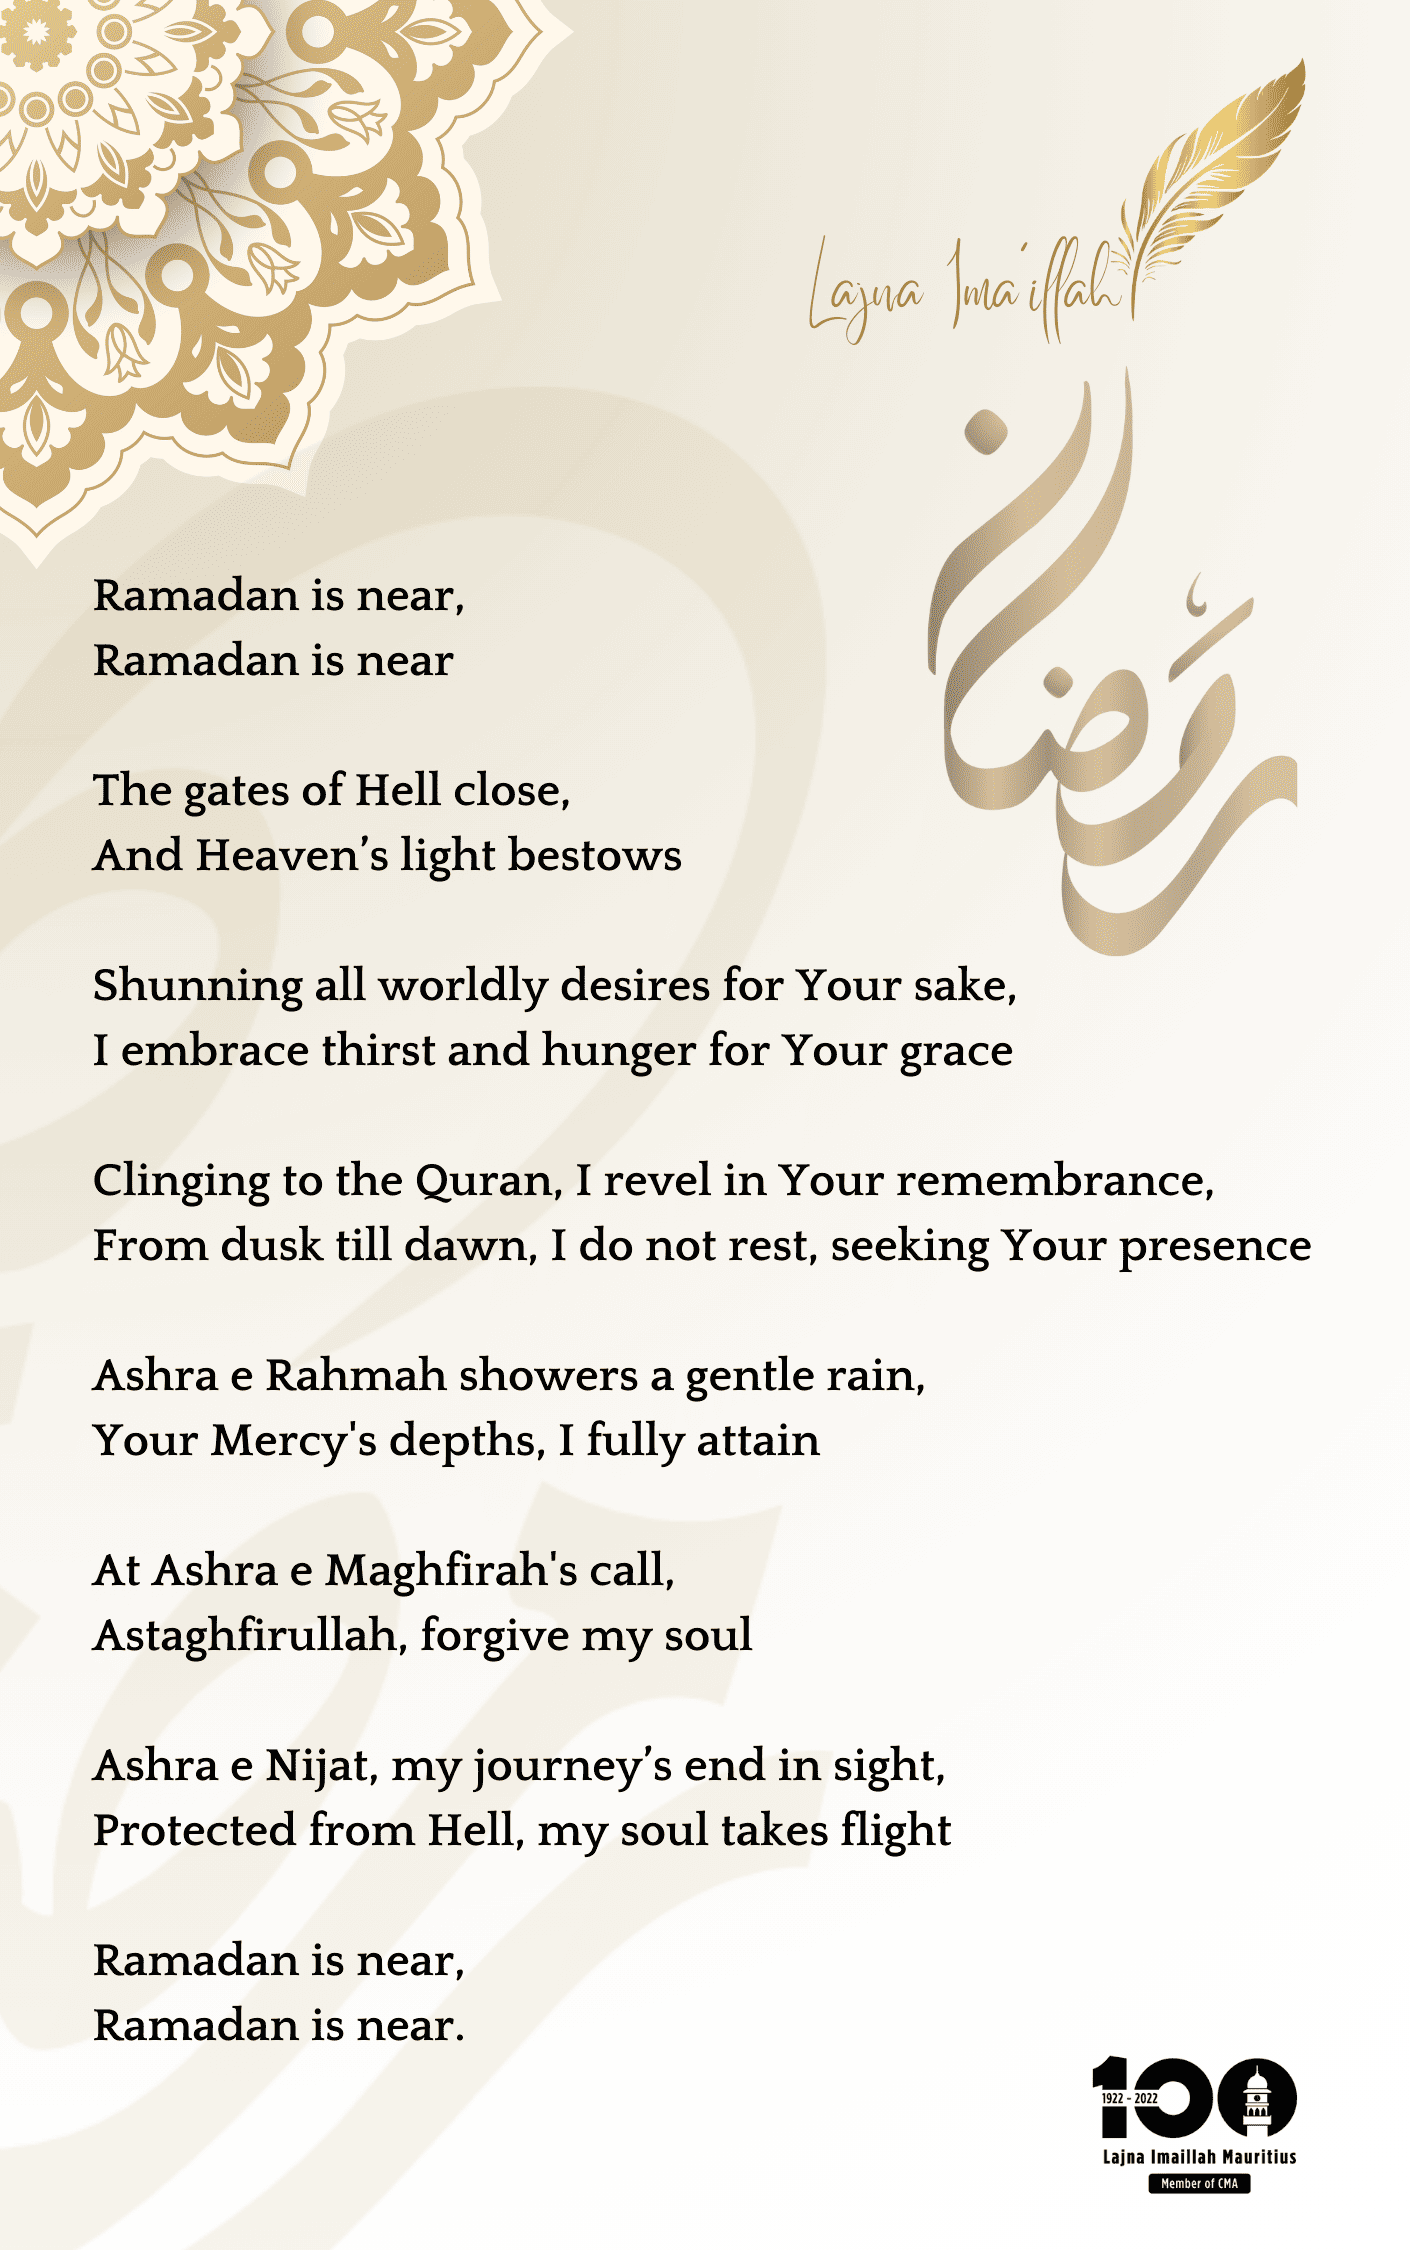 Lajna Ima'illah
رمضان
Ramadan is near,
Ramadan is near
The gates of Hell close,
And Heaven’s light bestows
Shunning all worldly desires for Your sake,
I embrace thirst and hunger for Your grace
Clinging to the Quran, I revel in Your remembrance,
From dusk till dawn, I do not rest, seeking Your presence
Ashra e Rahmah showers a gentle rain,
Your Mercy's depths, I fully attain
At Ashra e Maghfirah's call,
Astaghfirullah, forgive my soul
Ashra e Nijat, my journey’s end in sight,
Protected from Hell, my soul takes flight
Ramadan is near,
Ramadan is near.
100
1922 - 2022
Lajna Imaillah Mauritius
Member of CMA